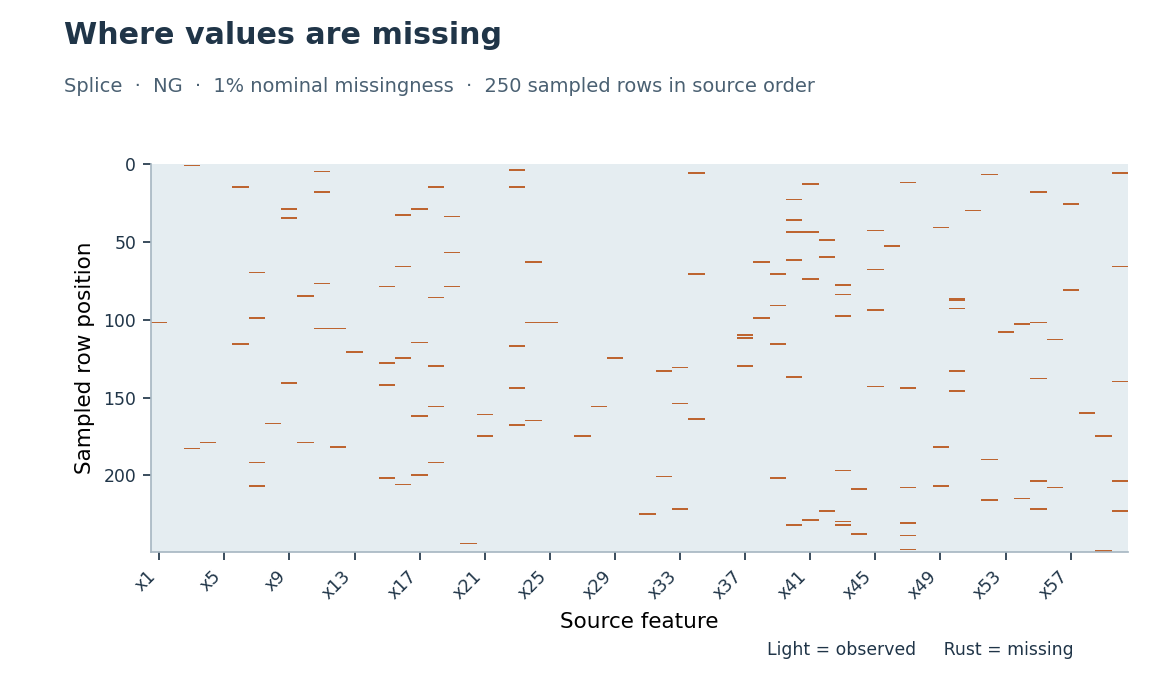 Where values are missing
Splice · NG · 1% nominal missingness · 250 sampled rows in source order
Sampled row position
0
50
100
150
200
x1 x5 x9 x13 x17 x21 x25 x29 x33 x37 x41 x45 x49 x53 x57
Source feature
Light = observed Rust = missing